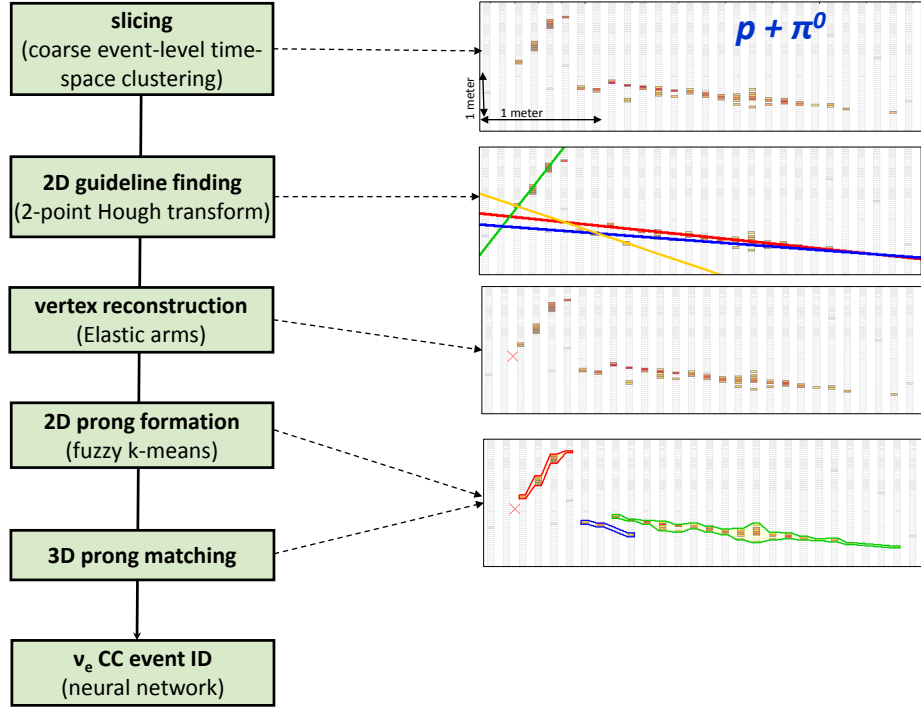 slicing
(coarse event-level time-
space clustering)
p + π⁰
1 meter
1 meter
2D guideline finding
(2-point Hough transform)
vertex reconstruction
(Elastic arms)
2D prong formation
(fuzzy k-means)
3D prong matching
νₑ CC event ID
(neural network)